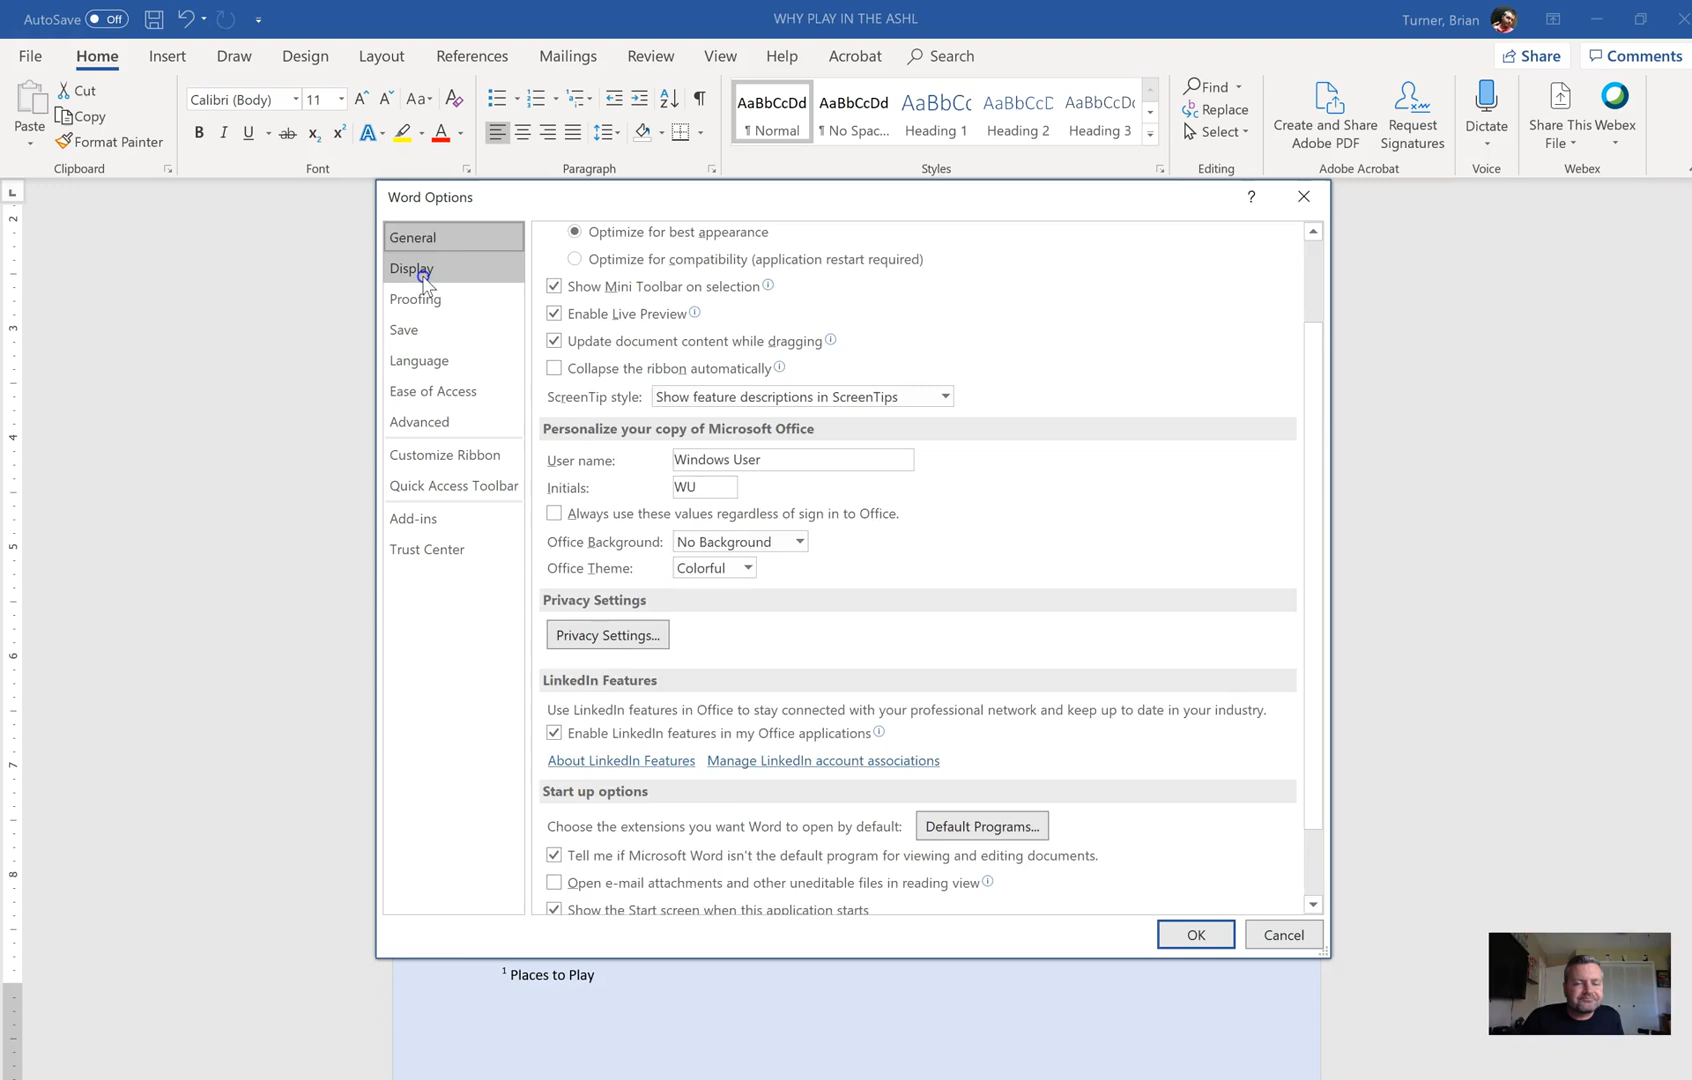 AutoSave Off
WHY PLAY IN THE ASHL
Turner, Brian
File Home Insert Draw Design Layout References Mailings Review View Help Acrobat Search Share Comments
Paste
Cut
Copy
Format Painter
Clipboard
Calibri (Body) 11
Aa
B I U ab x₂ x² A A
Font
Paragraph
AaBbCcDd AaBbCcDd AaBbCc AaBbCcD AaBbCcDc
¶ Normal ¶ No Spac... Heading 1 Heading 2 Heading 3
Styles
Find
Replace
Select
Editing
Create and Share
Adobe PDF
Request
Signatures
Adobe Acrobat
Dictate
Voice
Share This
File
Webex
Webex
L
2
3
4
5
6
7
8
Word Options ?
General
Display
Proofing
Save
Language
Ease of Access
Advanced
Customize Ribbon
Quick Access Toolbar
Add-ins
Trust Center
Optimize for best appearance
Optimize for compatibility (application restart required)
Show Mini Toolbar on selection
Enable Live Preview
Update document content while dragging
Collapse the ribbon automatically
ScreenTip style: Show feature descriptions in ScreenTips
Personalize your copy of Microsoft Office
User name: Windows User
Initials: WU
Always use these values regardless of sign in to Office.
Office Background: No Background
Office Theme: Colorful
Privacy Settings
Privacy Settings...
LinkedIn Features
Use LinkedIn features in Office to stay connected with your professional network and keep up to date in your industry.
Enable LinkedIn features in my Office applications
About LinkedIn Features Manage LinkedIn account associations
Start up options
Choose the extensions you want Word to open by default: Default Programs...
Tell me if Microsoft Word isn't the default program for viewing and editing documents.
Open e-mail attachments and other uneditable files in reading view
Show the Start screen when this application starts
OK Cancel
¹ Places to Play